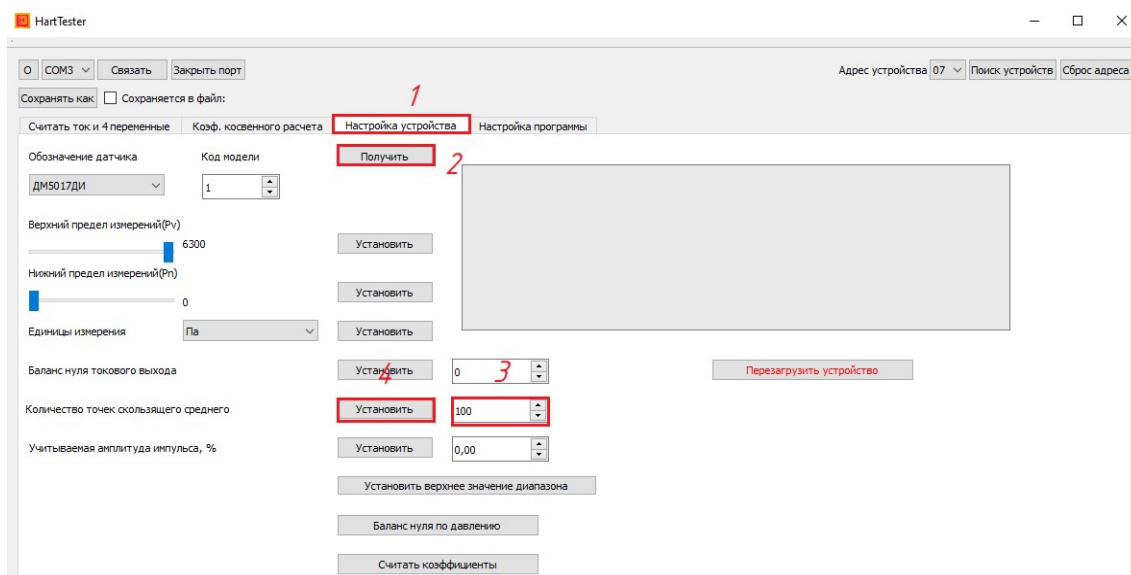 HartTester
О COM3 Связать Закрыть порт Адрес устройства 07 Поиск устройств Сброс адреса
Сохранять как Сохраняется в файл:
1
Считать ток и 4 переменные Коэф. косвенного расчета Настройка устройства Настройка программы
Обозначение датчика Код модели Получить 2
ДМ5017ДИ 1
Верхний предел измерений(Pv)
6300 Установить
Нижний предел измерений(Pn)
0 Установить
Единицы измерения Па Установить
Баланс нуля токового выхода Установить 4 0 3 Перезагрузить устройство
Количество точек скользящего среднего Установить 100
Учитываемая амплитуда импульса, % Установить 0,00
Установить верхнее значение диапазона
Баланс нуля по давлению
Считать коэффициенты